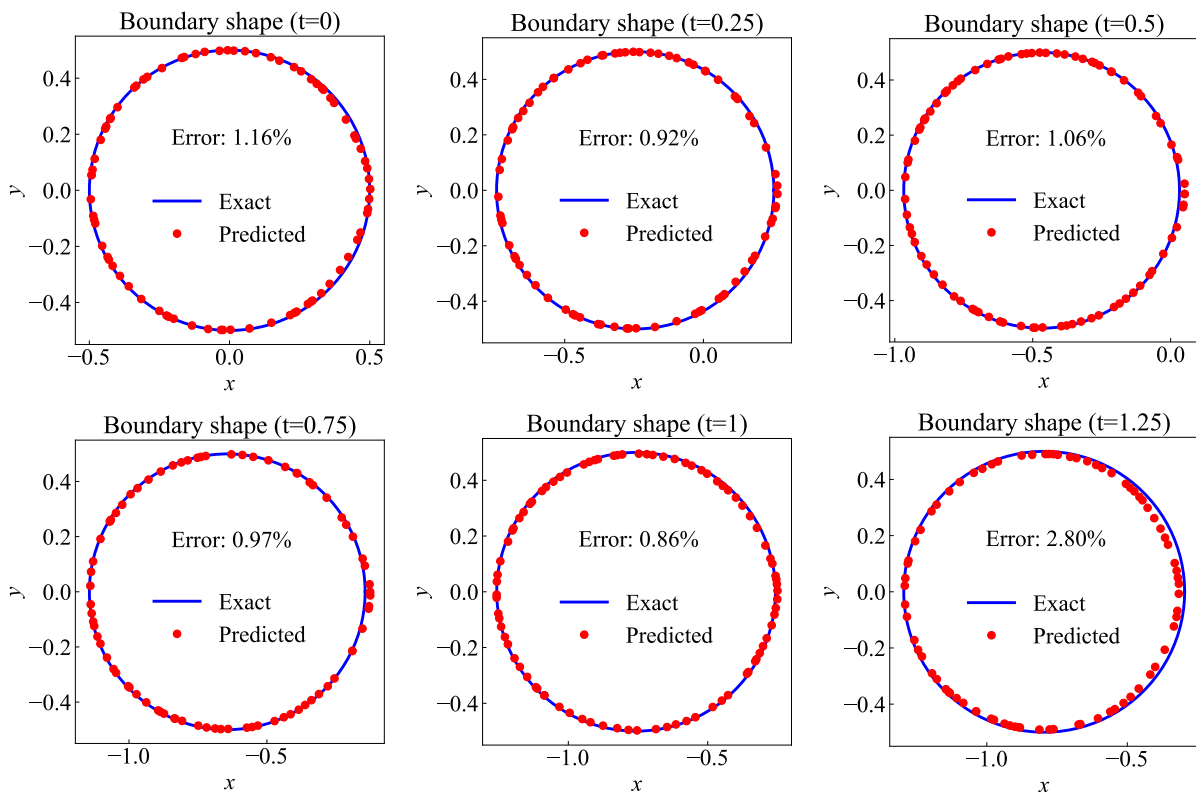 Boundary shape (t=0)
y
0.4
0.2
0.0
−0.2
−0.4
Error: 1.16%
Exact
Predicted
−0.5
0.0
0.5
x
Boundary shape (t=0.25)
y
0.4
0.2
0.0
−0.2
−0.4
Error: 0.92%
Exact
Predicted
−0.5
0.0
x
Boundary shape (t=0.5)
y
0.4
0.2
0.0
−0.2
−0.4
Error: 1.06%
Exact
Predicted
−1.0
−0.5
0.0
x
Boundary shape (t=0.75)
y
0.4
0.2
0.0
−0.2
−0.4
Error: 0.97%
Exact
Predicted
−1.0
−0.5
x
Boundary shape (t=1)
y
0.4
0.2
0.0
−0.2
−0.4
Error: 0.86%
Exact
Predicted
−1.0
−0.5
x
Boundary shape (t=1.25)
y
0.4
0.2
0.0
−0.2
−0.4
Error: 2.80%
Exact
Predicted
−1.0
−0.5
x